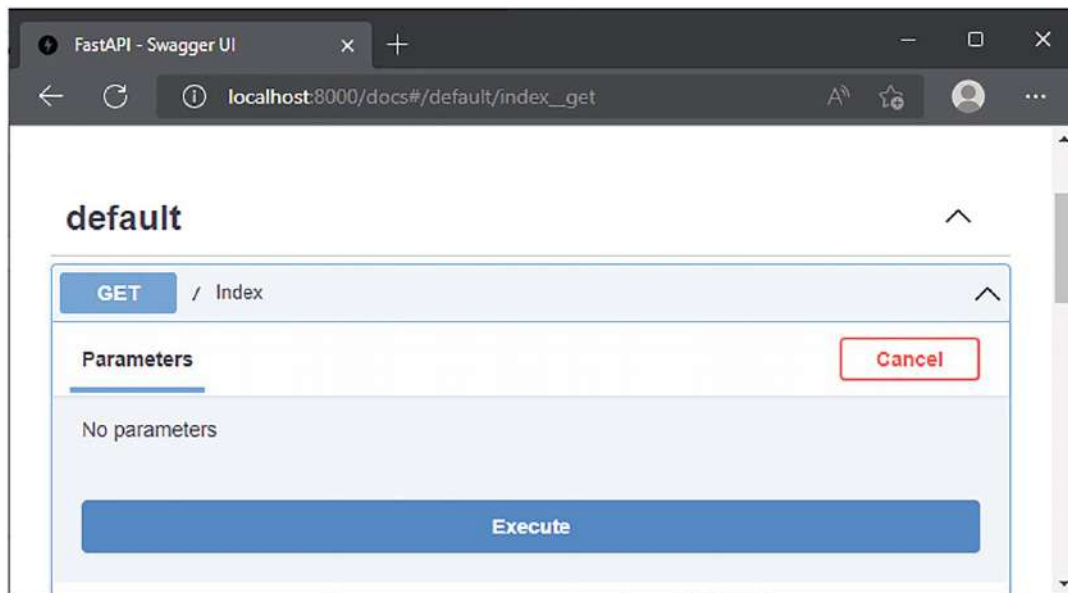 FastAPI - Swagger UI
localhost:8000/docs#/default/index__get
default
GET / Index
Parameters Cancel
No parameters
Execute